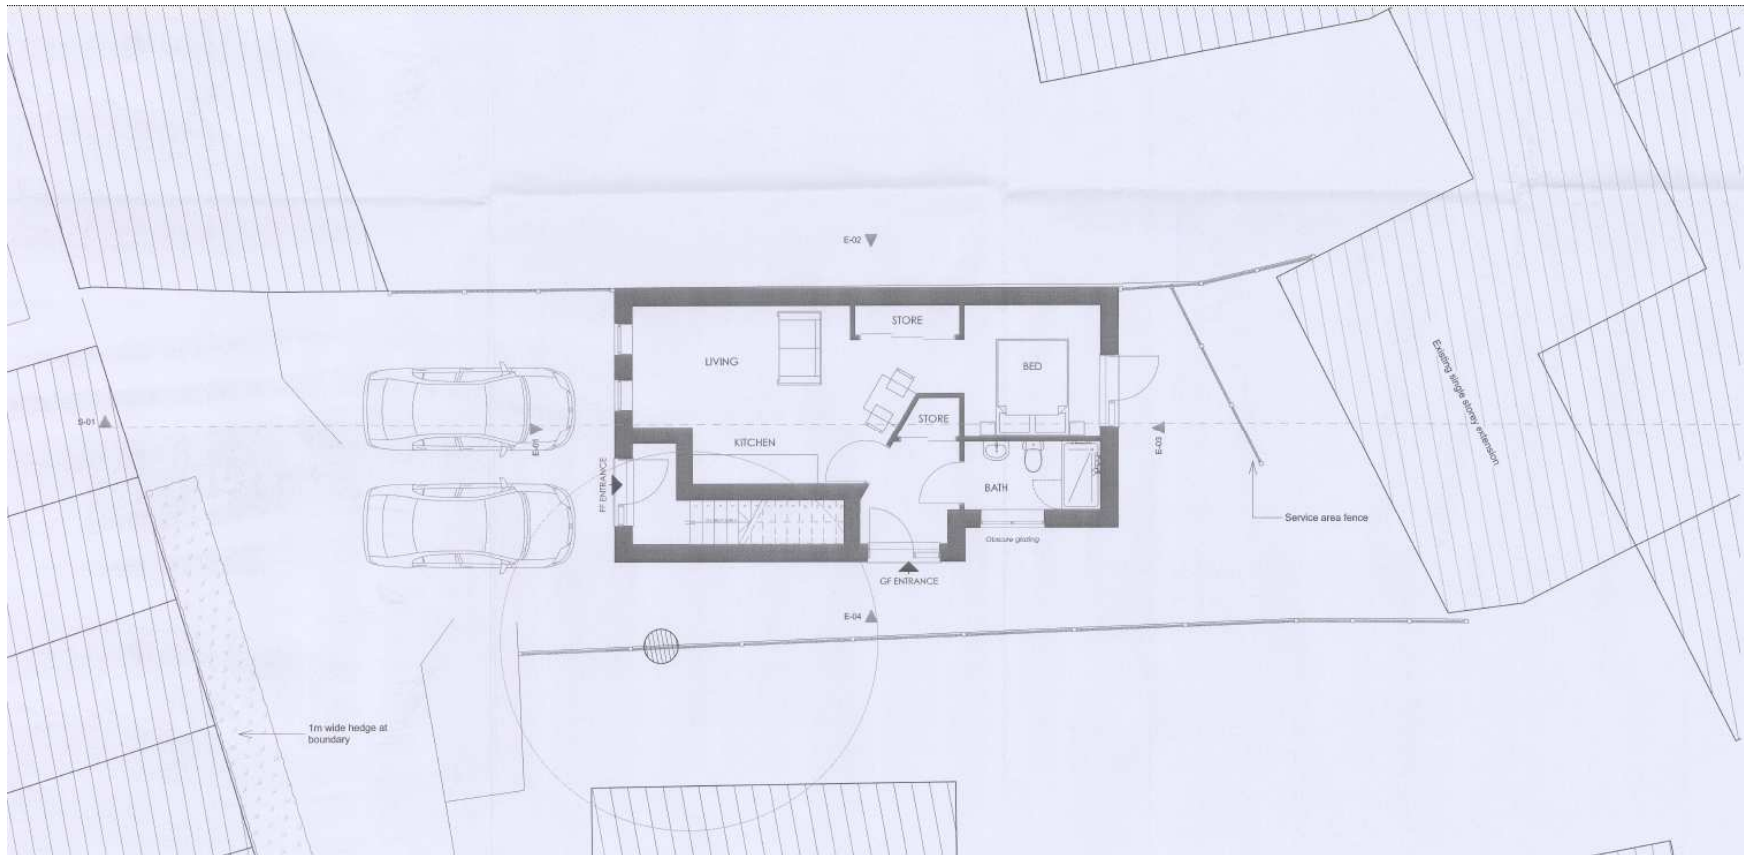 E-02
STORE
LIVING
BED
S-01
E-01
STORE
E-03
KITCHEN
FF ENTRANCE
BATH
Existing single storey extension
Service area fence
Obscure glazing
GF ENTRANCE
E-04
1m wide hedge at
boundary